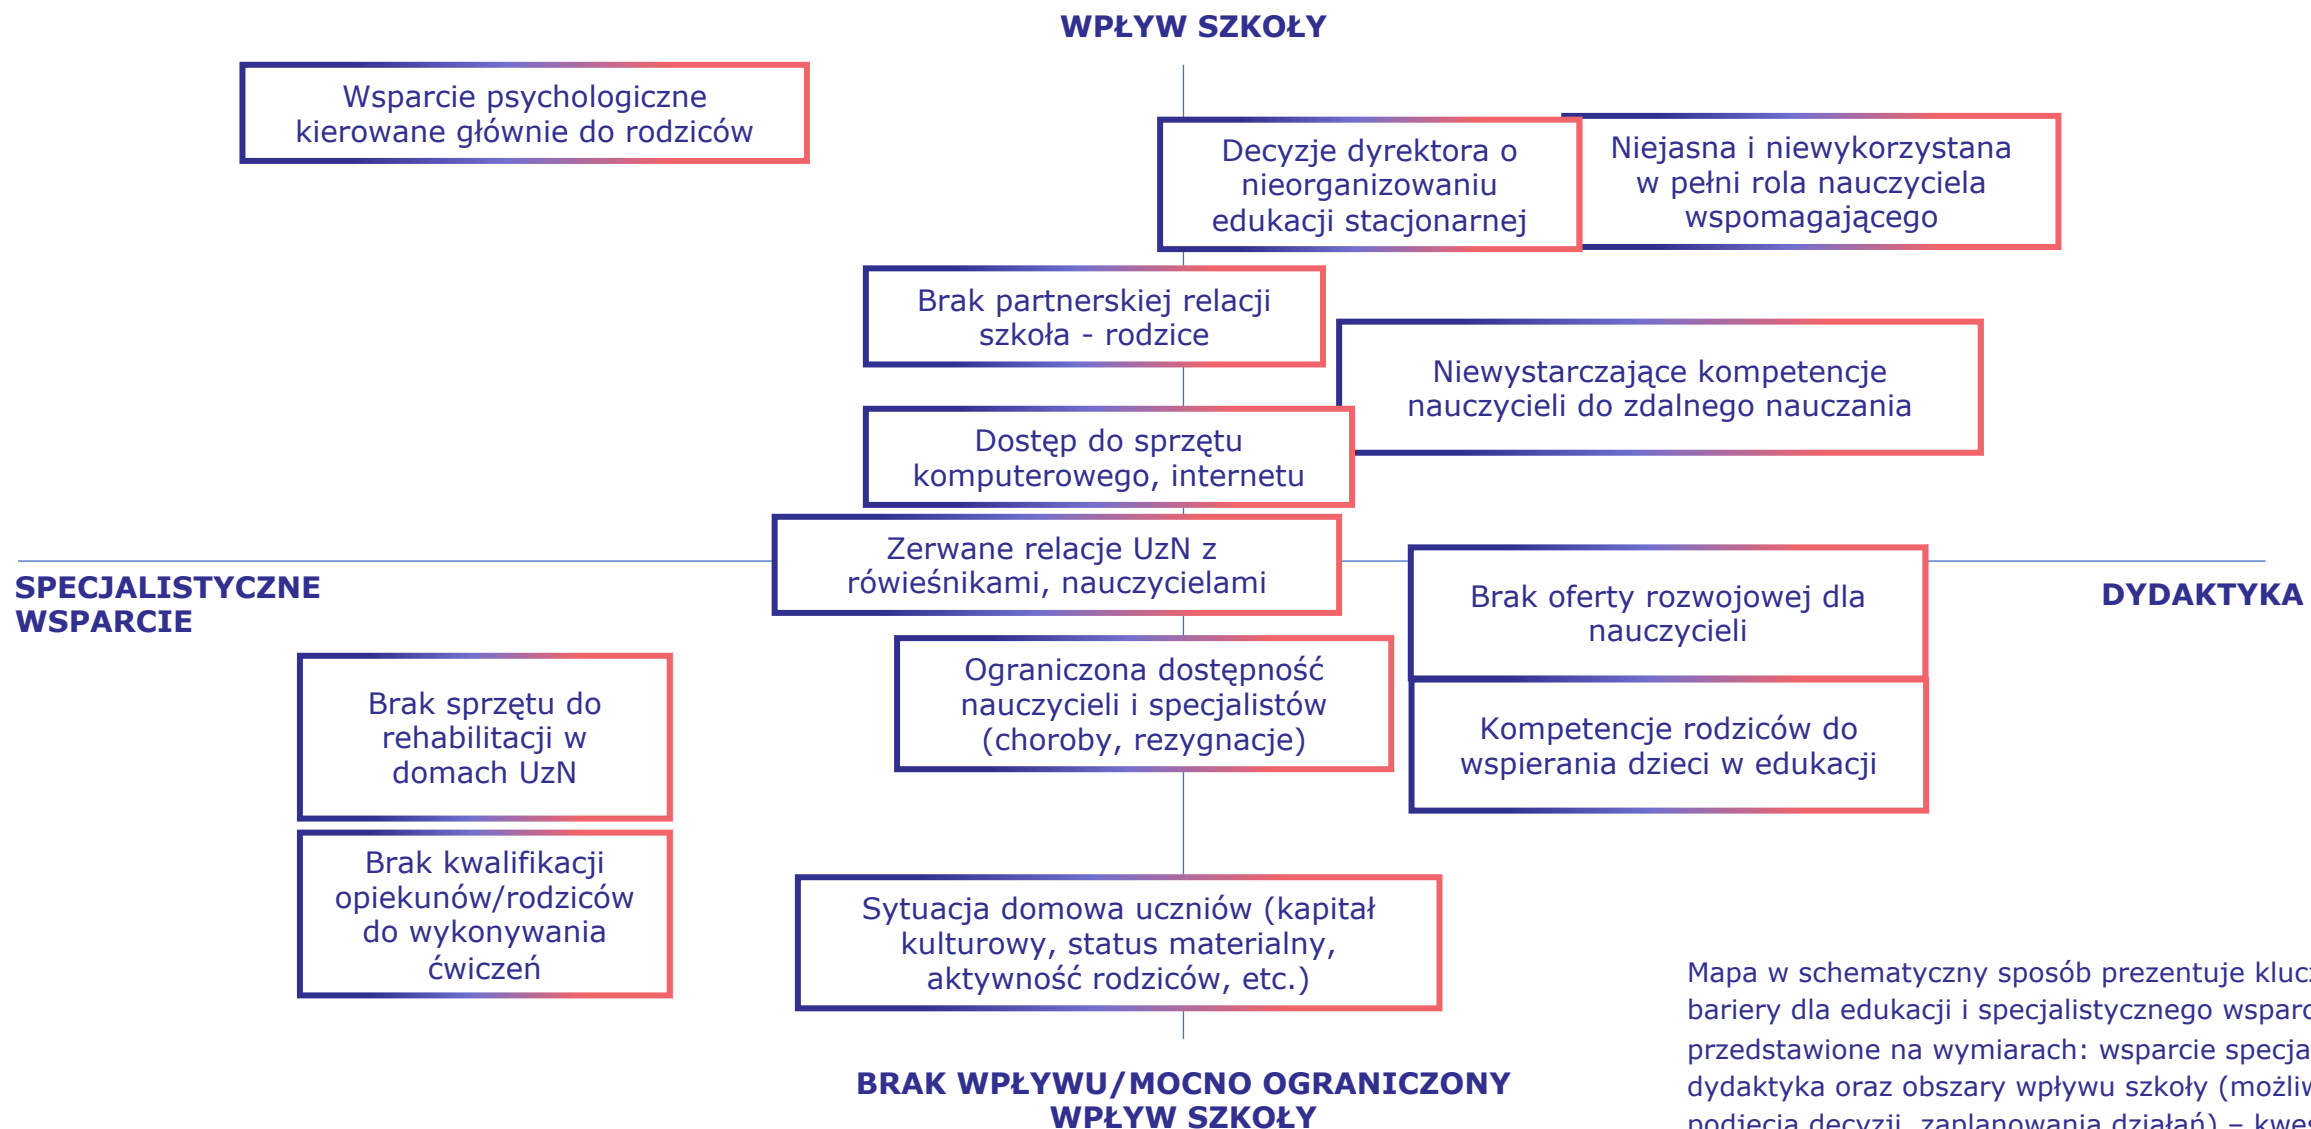 WPŁYW SZKOŁY
Wsparcie psychologiczne
kierowane głównie do rodziców
Decyzje dyrektora o
nieorganizowaniu
edukacji stacjonarnej
Niejasna i niewykorzystana
w pełni rola nauczyciela
wspomagającego
Brak partnerskiej relacji
szkoła - rodzice
Niewystarczające kompetencje
nauczycieli do zdalnego nauczania
Dostęp do sprzętu
komputerowego, internetu
Zerwane relacje UzN z
rówieśnikami, nauczycielami
SPECJALISTYCZNE
WSPARCIE
DYDAKTYKA
Brak oferty rozwojowej dla
nauczycieli
Ograniczona dostępność
nauczycieli i specjalistów
(choroby, rezygnacje)
Brak sprzętu do
rehabilitacji w
domach UzN
Kompetencje rodziców do
wspierania dzieci w edukacji
Brak kwalifikacji
opiekunów/rodziców
do wykonywania
ćwiczeń
Sytuacja domowa uczniów (kapitał
kulturowy, status materialny,
aktywność rodziców, etc.)
BRAK WPŁYWU/MOCNO OGRANICZONY
WPŁYW SZKOŁY
Mapa w schematyczny sposób prezentuje
bariery dla edukacji i specjalistycznego
przedstawione na wymiarach: wsparcie
dydaktyka oraz obszary wpływu szkoły
podjęcia decyzji, zaplanowania działań) –